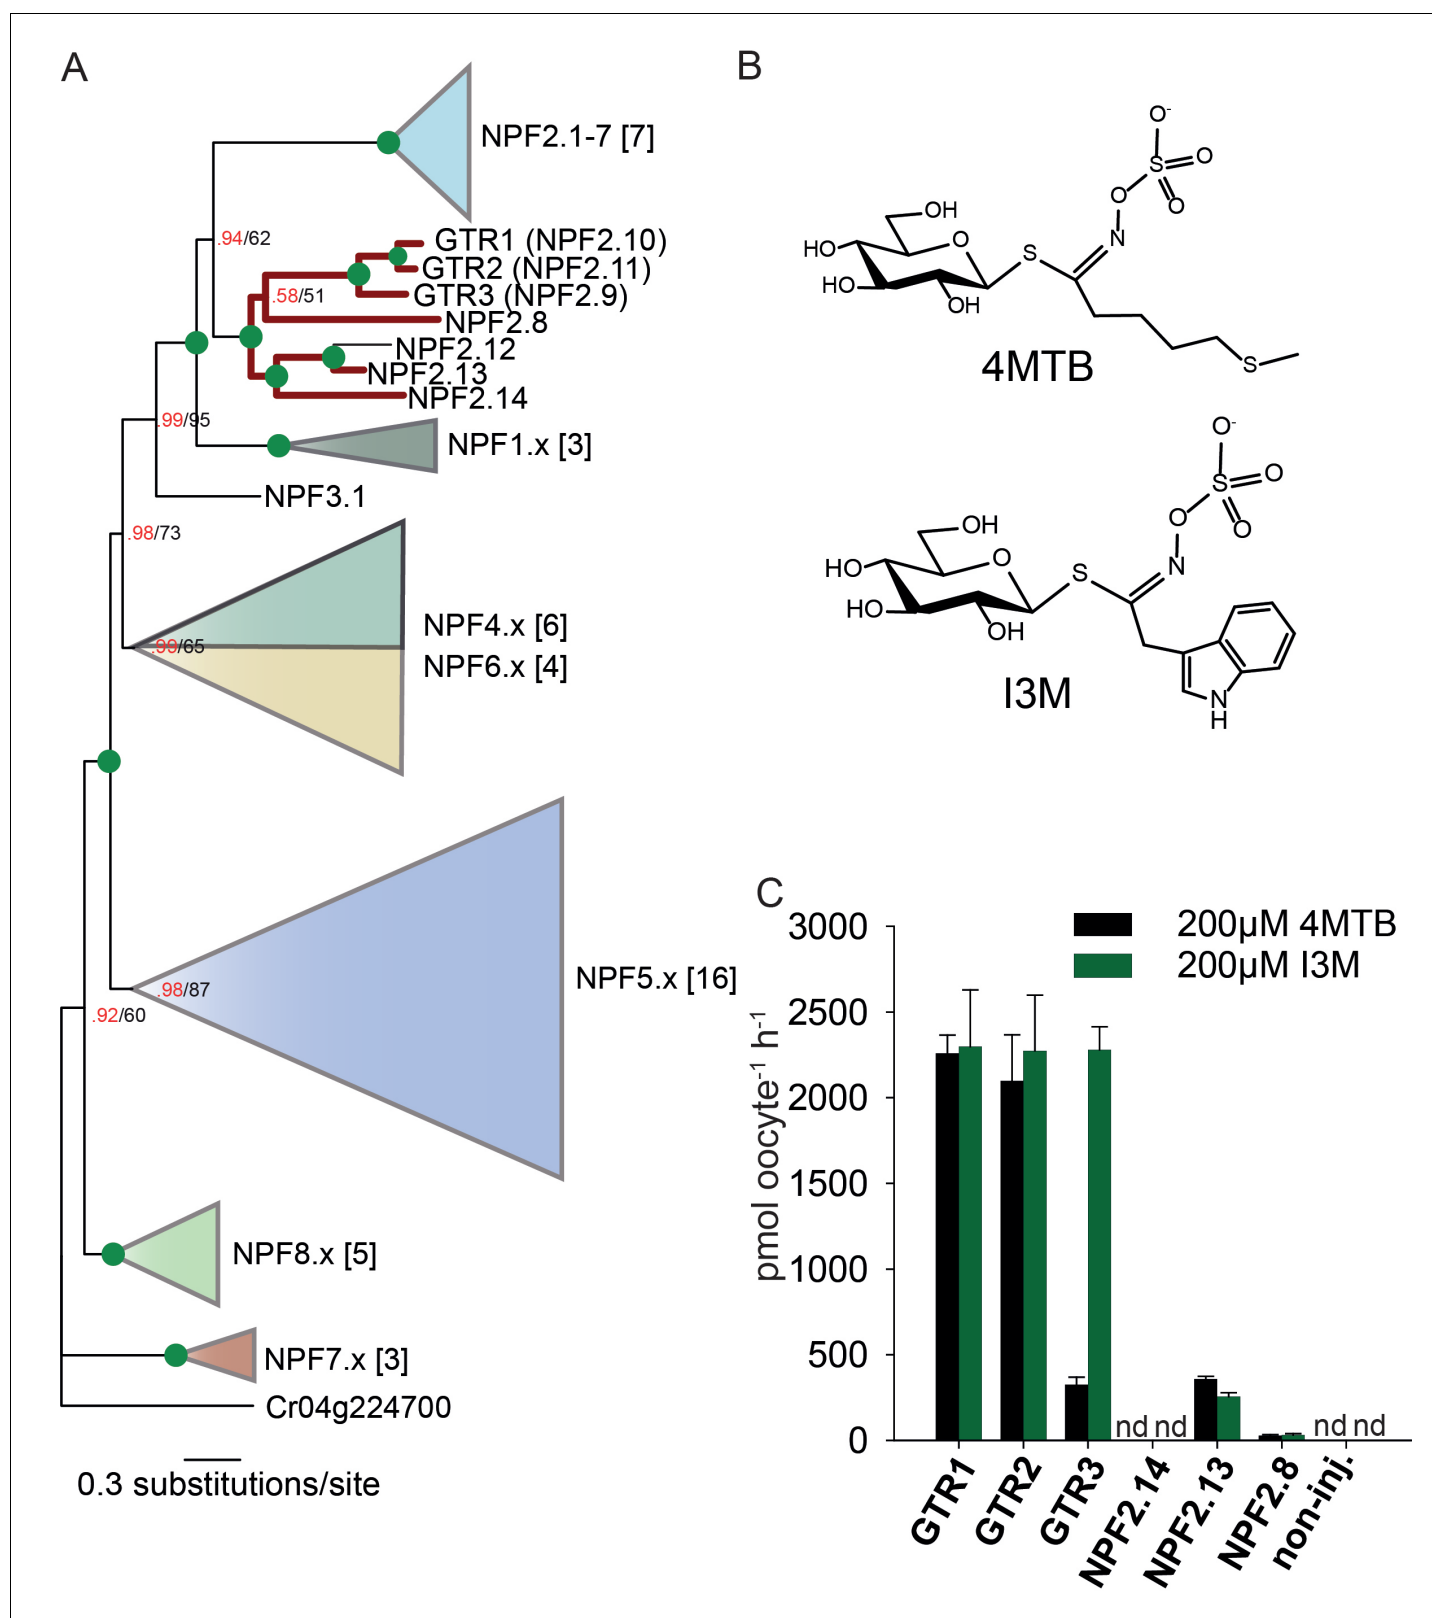 A
NPF2.1-7 [7]
.94/62
GTR1 (NPF2.10)
GTR2 (NPF2.11)
GTR3 (NPF2.9)
.58/51
NPF2.8
NPF2.12
NPF2.13
NPF2.14
.99/95
NPF1.x [3]
NPF3.1
.98/73
NPF4.x [6]
.99/65
NPF6.x [4]
NPF5.x [16]
.98/87
.92/60
NPF8.x [5]
NPF7.x [3]
Cr04g224700
0.3 substitutions/site
B
O-
S
O
O
O
N
OH
O
HO
S
HO
OH
S
4MTB
O-
S
O
O
O
N
OH
O
HO
S
HO
OH
N
H
I3M
C
200µM 4MTB
200µM I3M
pmol oocyte-1 h-1
3000
2500
2000
1500
1000
500
0
nd nd
nd nd
GTR1
GTR2
GTR3
NPF2.14
NPF2.13
NPF2.8
non-inj.